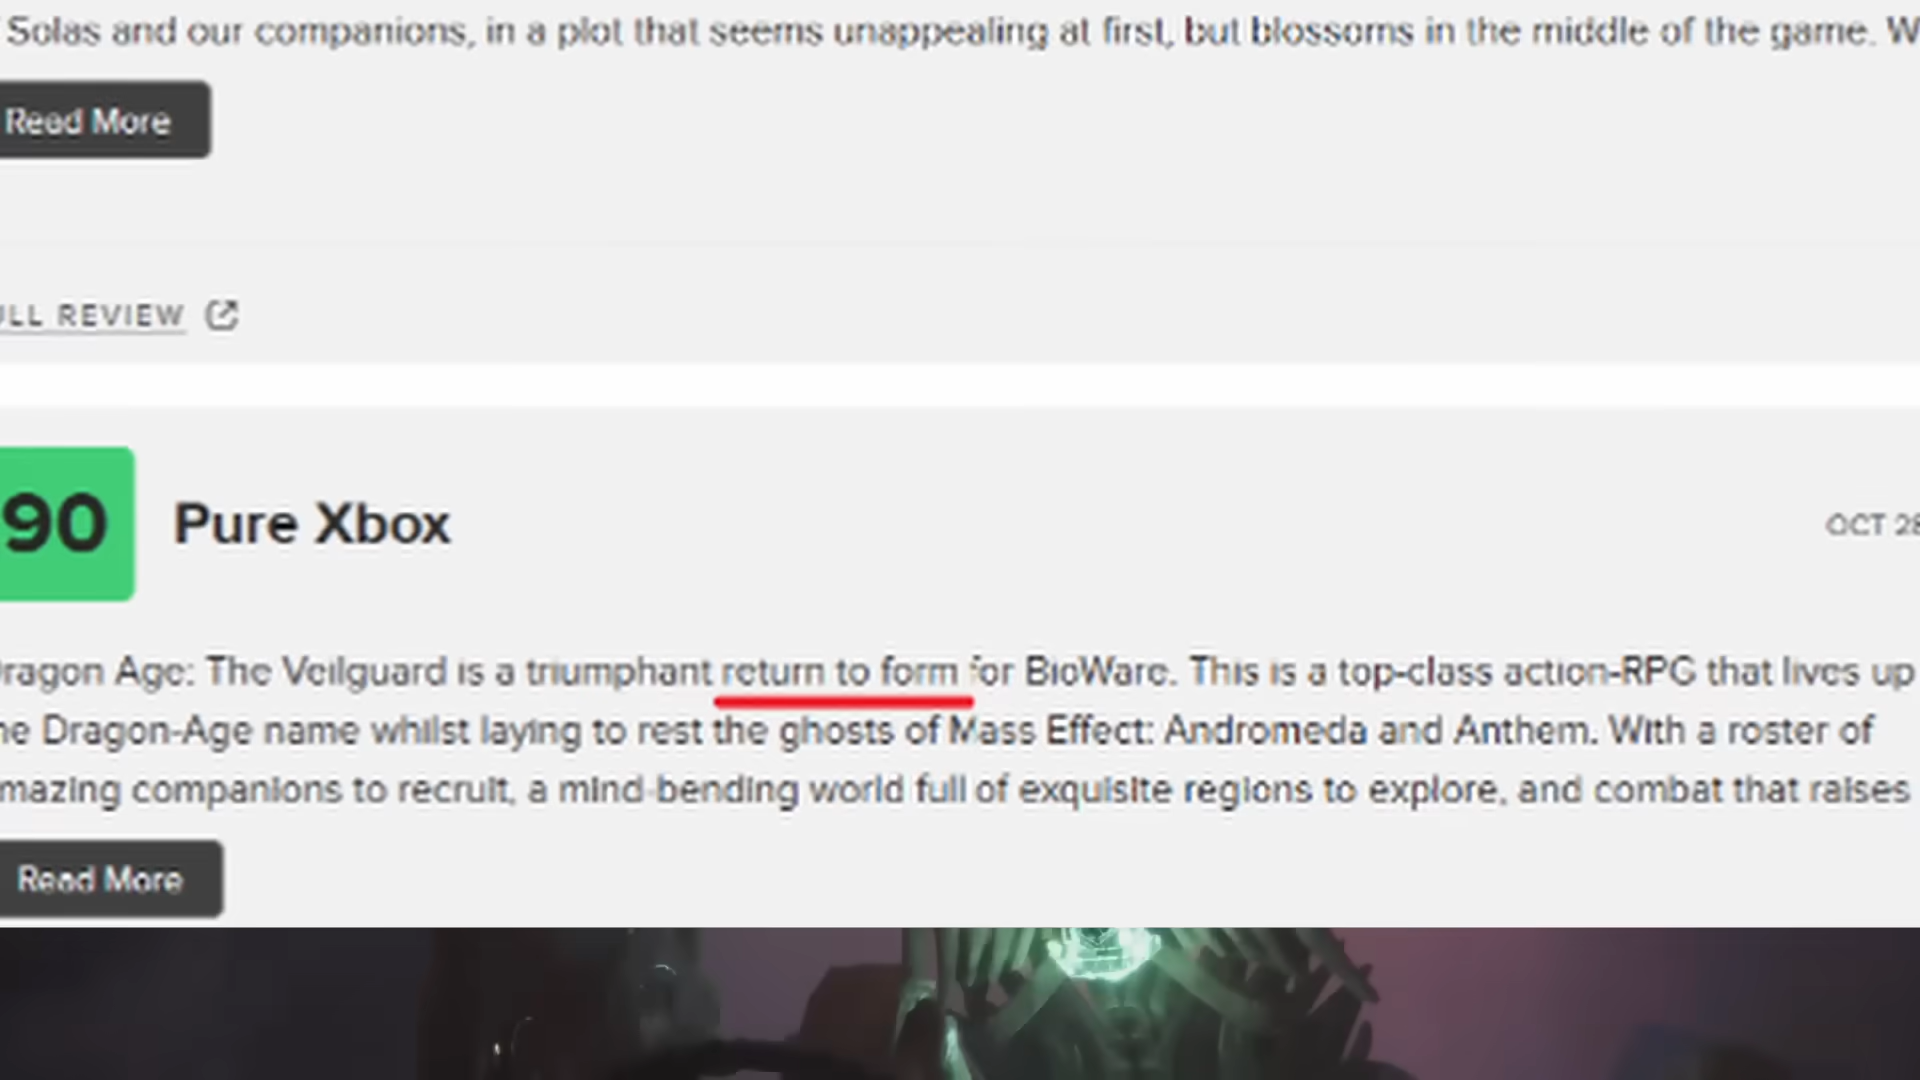 Solas and our companions, in a plot that seems unappealing at first, but blossoms in the middle of the game. W
Read More
ULL REVIEW
90
Pure Xbox
OCT 28
Dragon Age: The Veilguard is a triumphant return to form for BioWare. This is a top-class action-RPG that lives up
he Dragon-Age name whilst laying to rest the ghosts of Mass Effect: Andromeda and Anthem. With a roster of
mazing companions to recruit, a mind-bending world full of exquisite regions to explore, and combat that raises
Read More